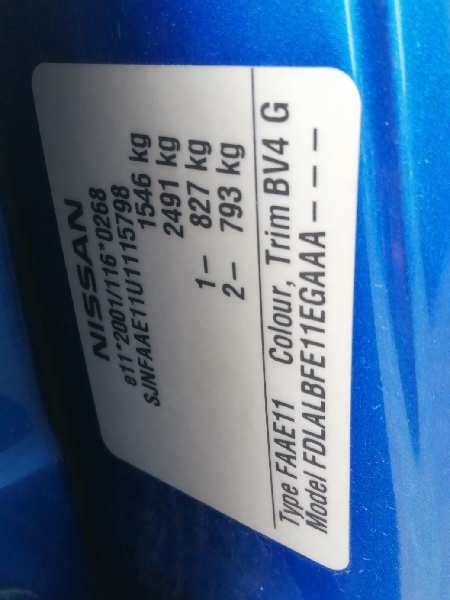 NISSAN
e11*2001/116*0268
SJNFAAE11U1115798
1546 kg
2491 kg
1– 827 kg
2– 793 kg
Type FAAE11 Colour, Trim BV4 G
Model FDLALBFE11EGAAA – – –